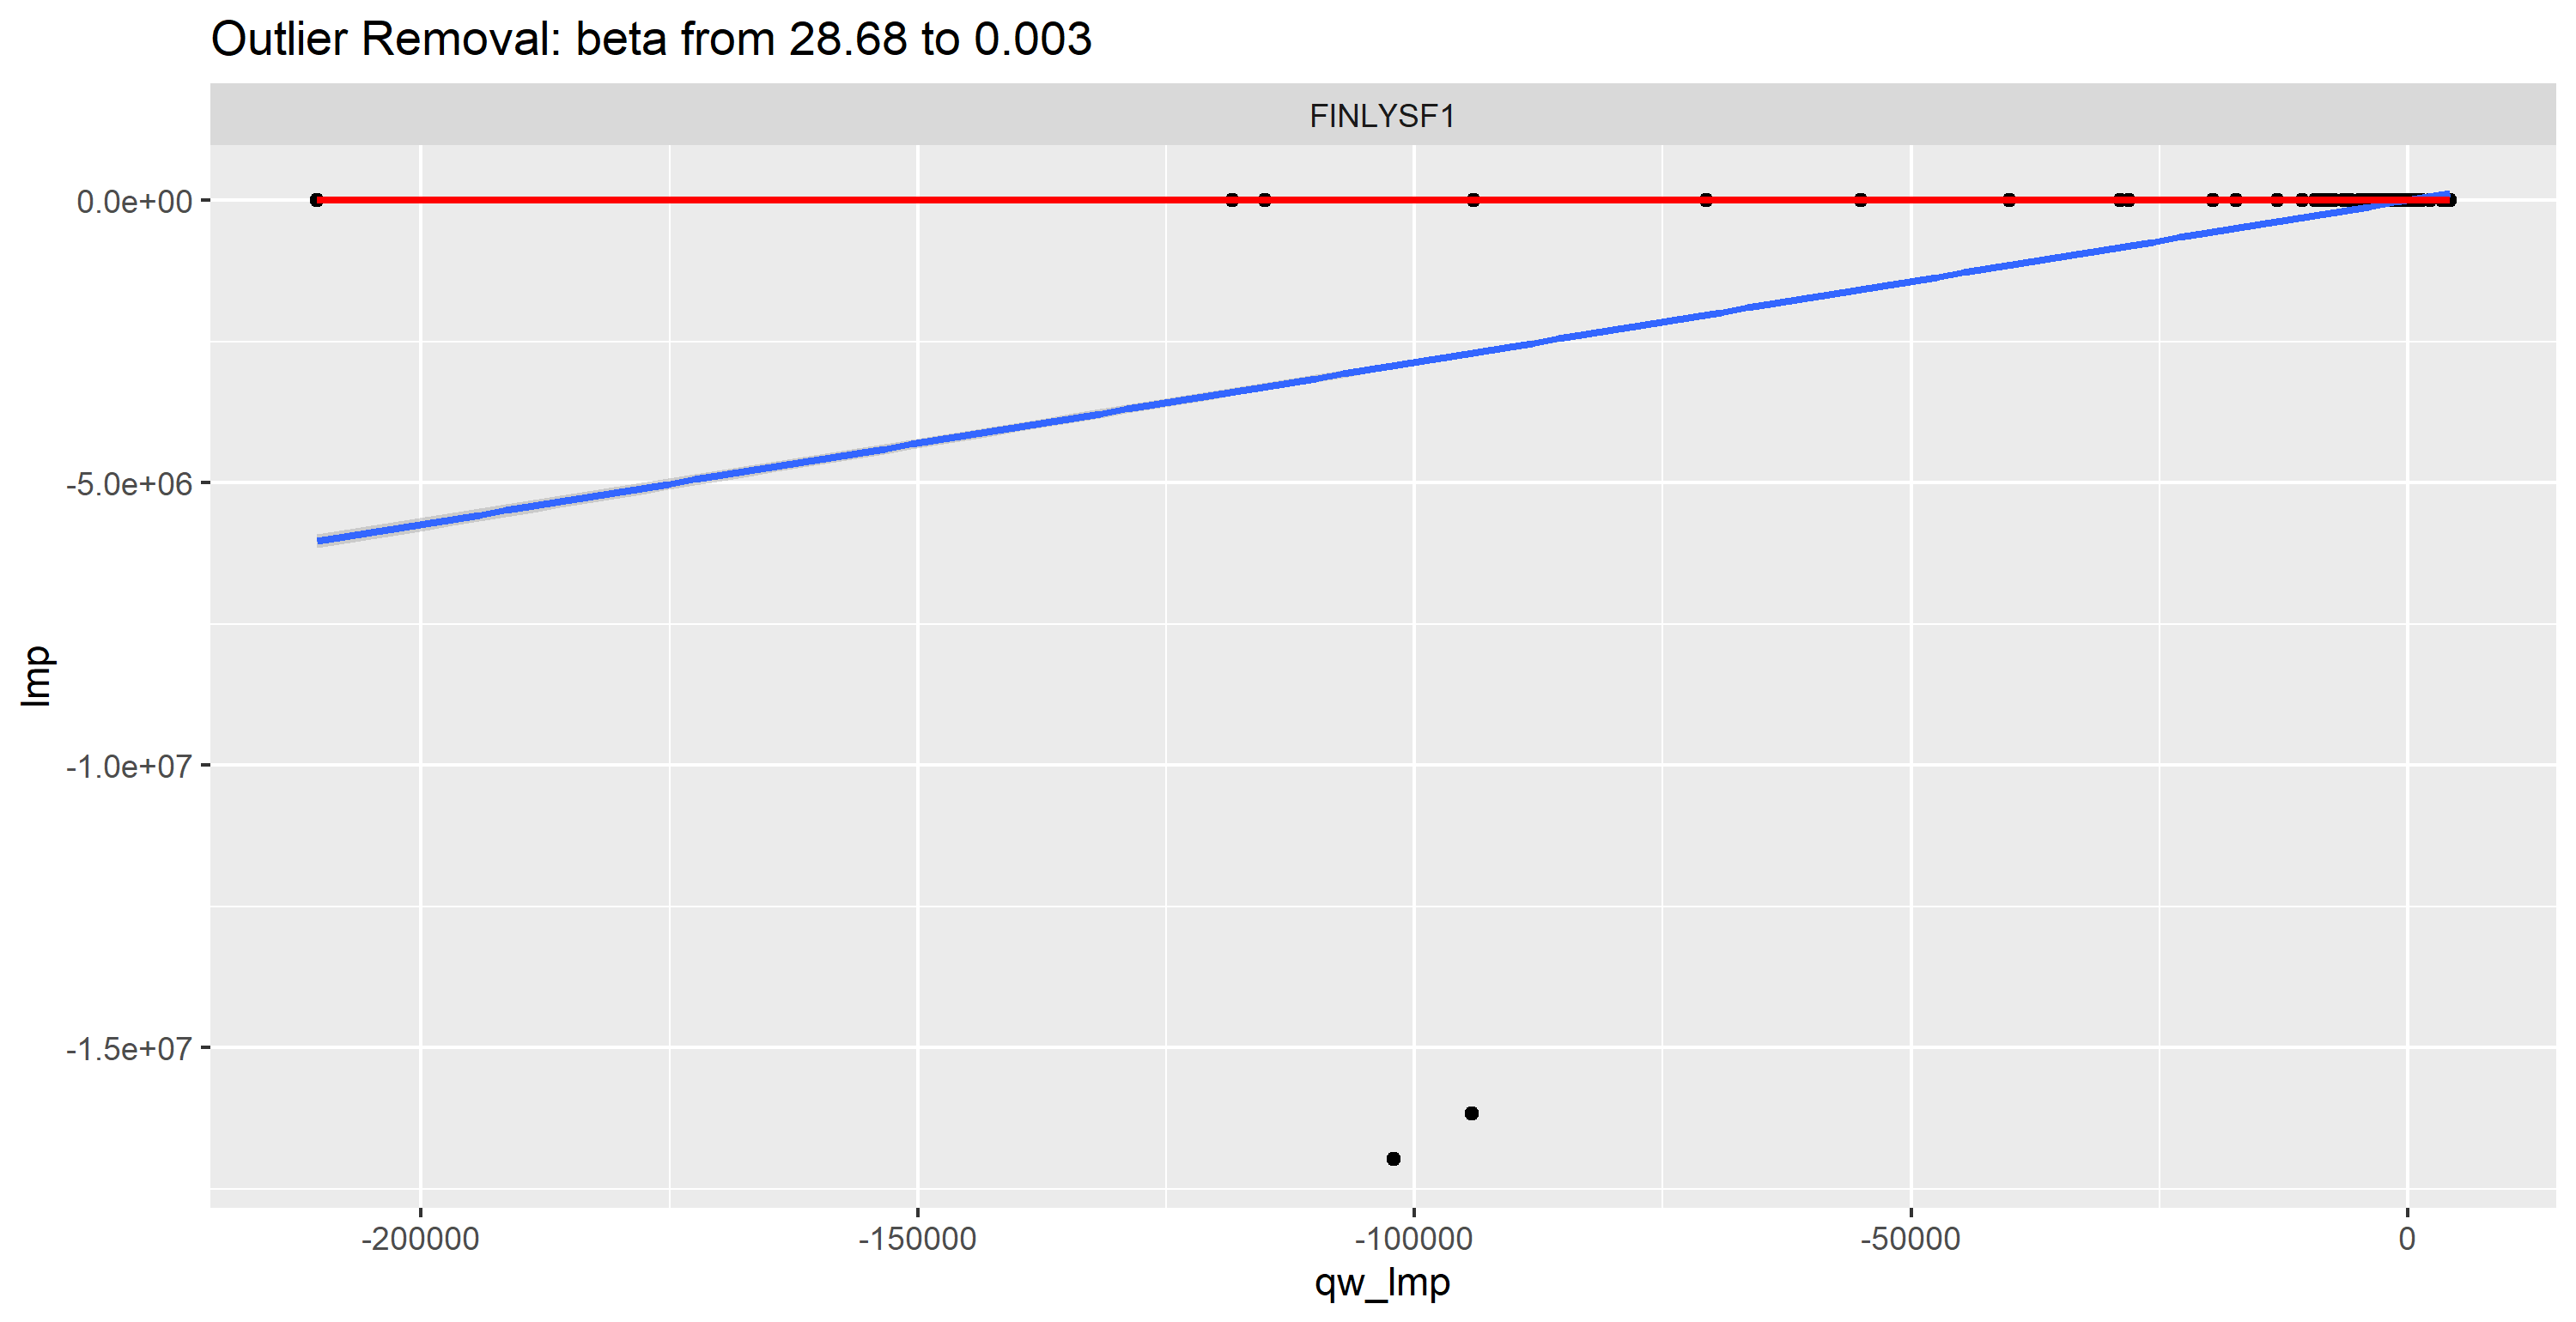 Outlier Removal: beta from 28.68 to 0.003
FINLYSF1
0.0e+00
-5.0e+06
-1.0e+07
-1.5e+07
lmp
-200000
-150000
-100000
-50000
0
qw_lmp